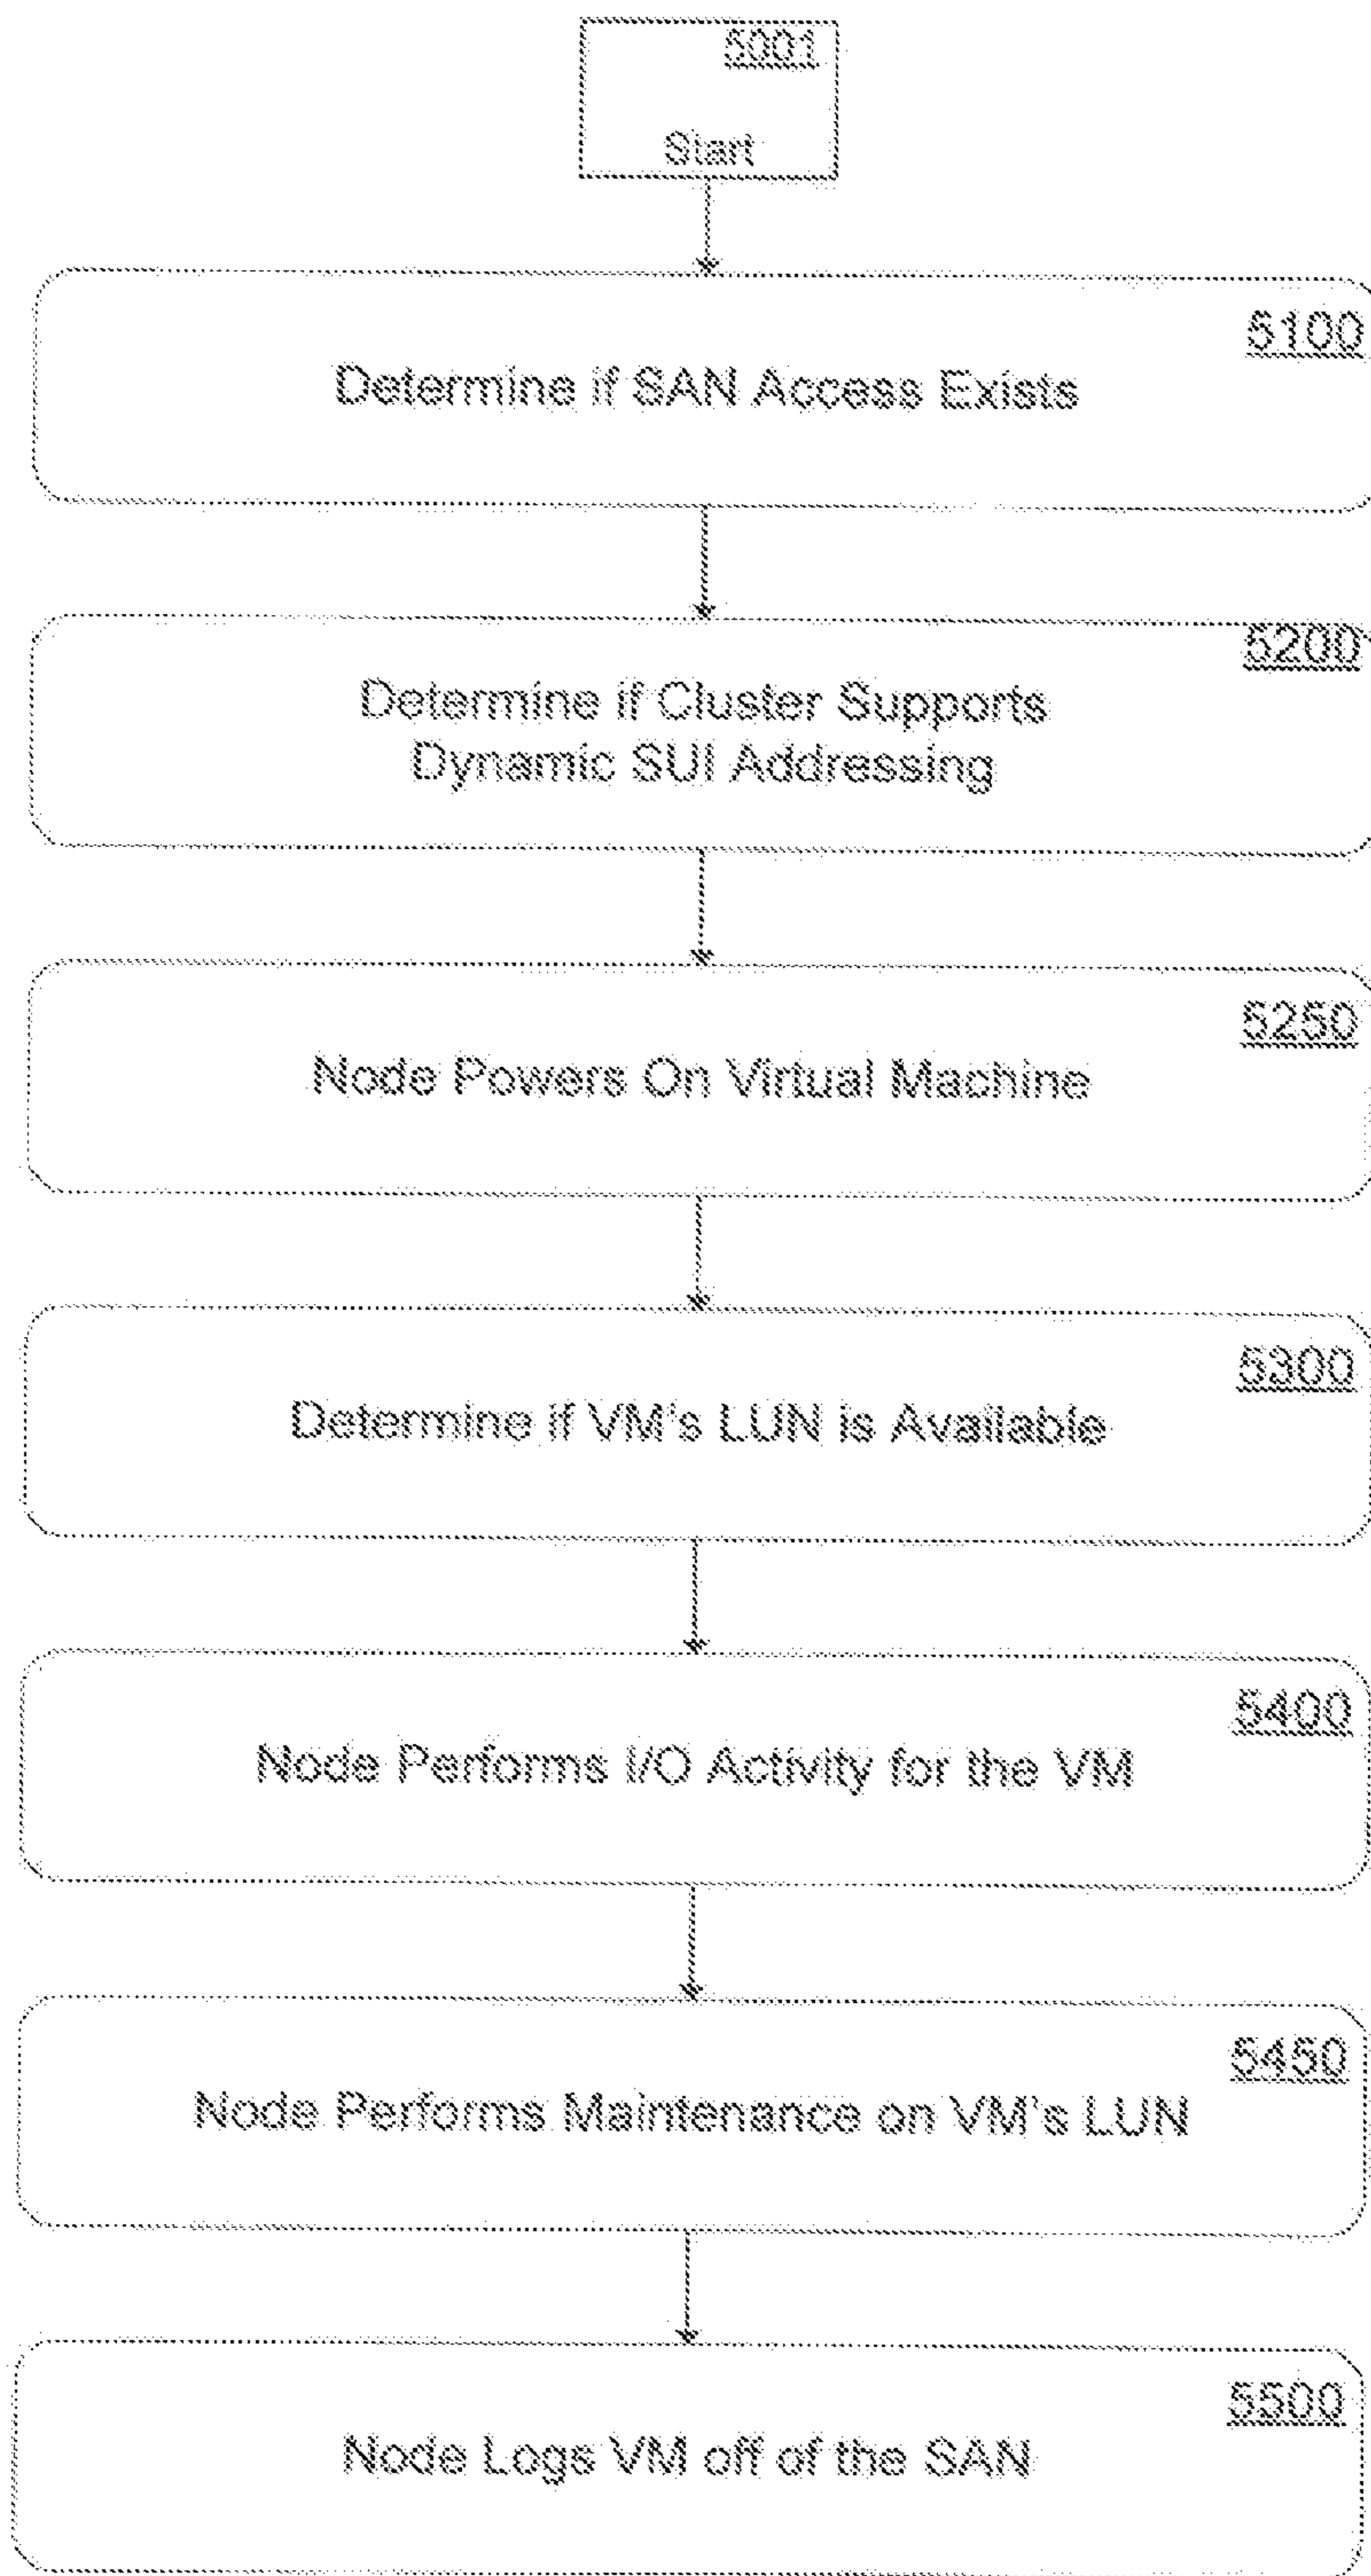 5001
Start
5100
Determine if SAN Access Exists
5200
Determine if Cluster Supports
Dynamic SUI Addressing
5250
Node Powers On Virtual Machine
5300
Determine if VM's LUN is Available
5400
Node Performs I/O Activity for the VM
5450
Node Performs Maintenance on VM's LUN
5500
Node Logs VM off of the SAN